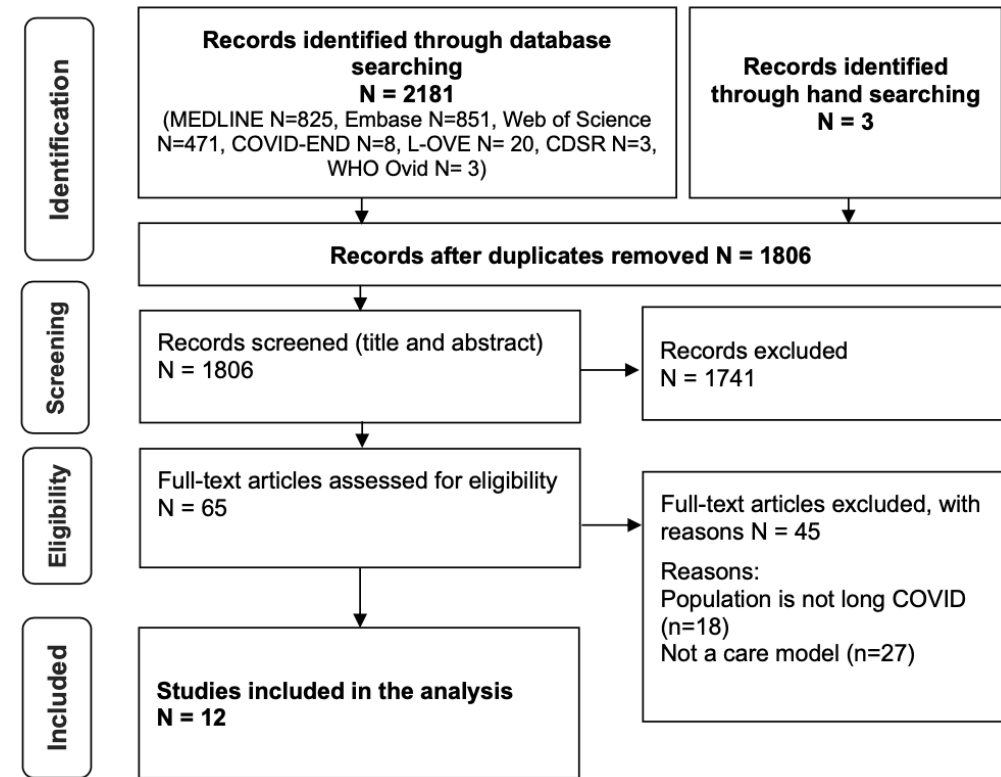 Identification
Records identified through database
searching
N = 2181
(MEDLINE N=825, Embase N=851, Web of Science
N=471, COVID-END N=8, L-OVE N= 20, CDSR N=3,
WHO Ovid N= 3)
Records identified
through hand searching
N = 3
Records after duplicates removed N = 1806
Screening
Records screened (title and abstract)
N = 1806
Records excluded
N = 1741
Eligibility
Full-text articles assessed for eligibility
N = 65
Full-text articles excluded, with
reasons N = 45
Reasons:
Population is not long COVID
(n=18)
Not a care model (n=27)
Included
Studies included in the analysis
N = 12